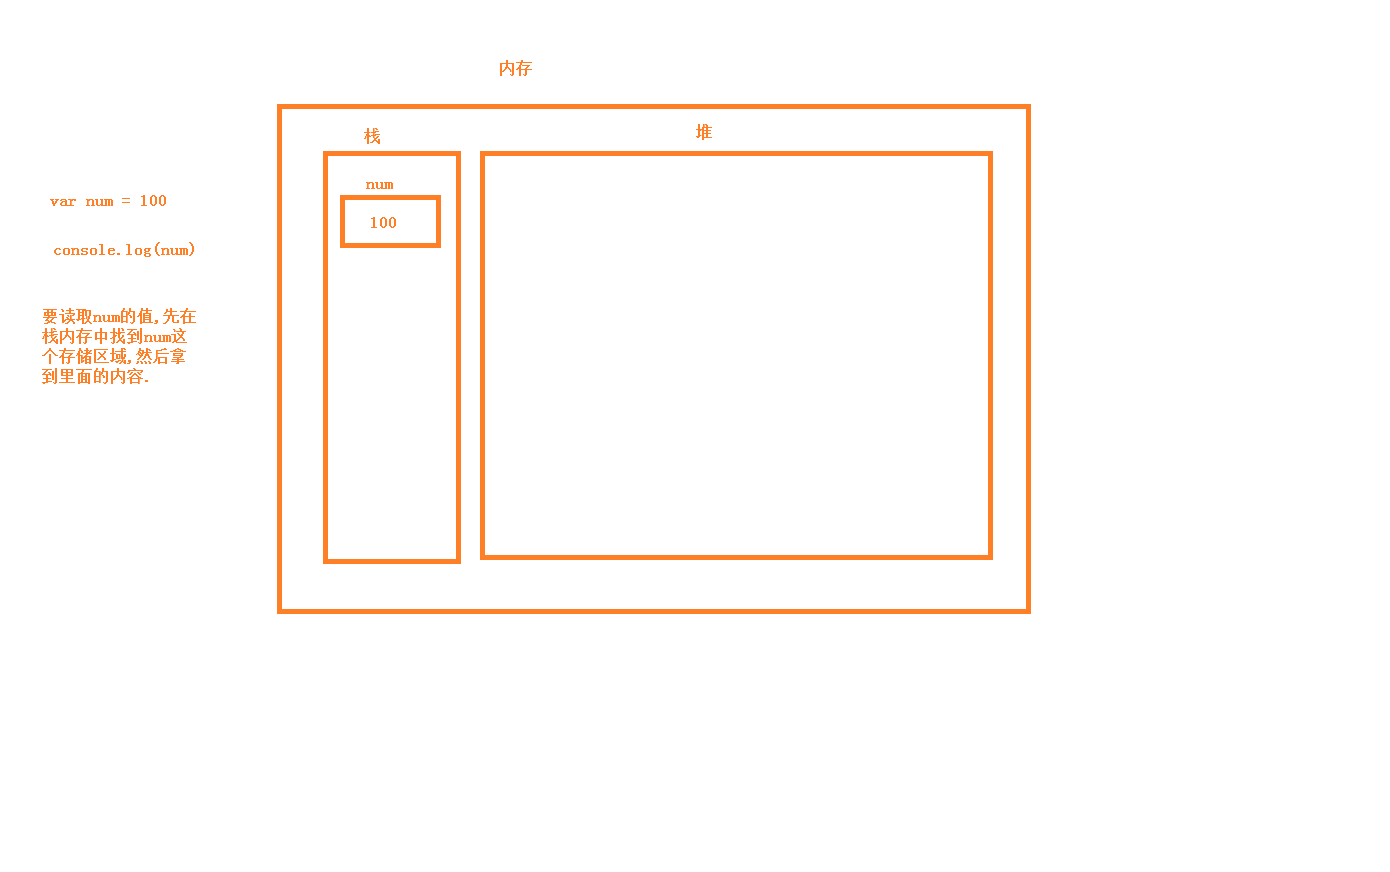 内存
栈
堆
num
100
var num = 100
console.log(num)
要读取num的值,先在
栈内存中找到num这
个存储区域,然后拿
到里面的内容.